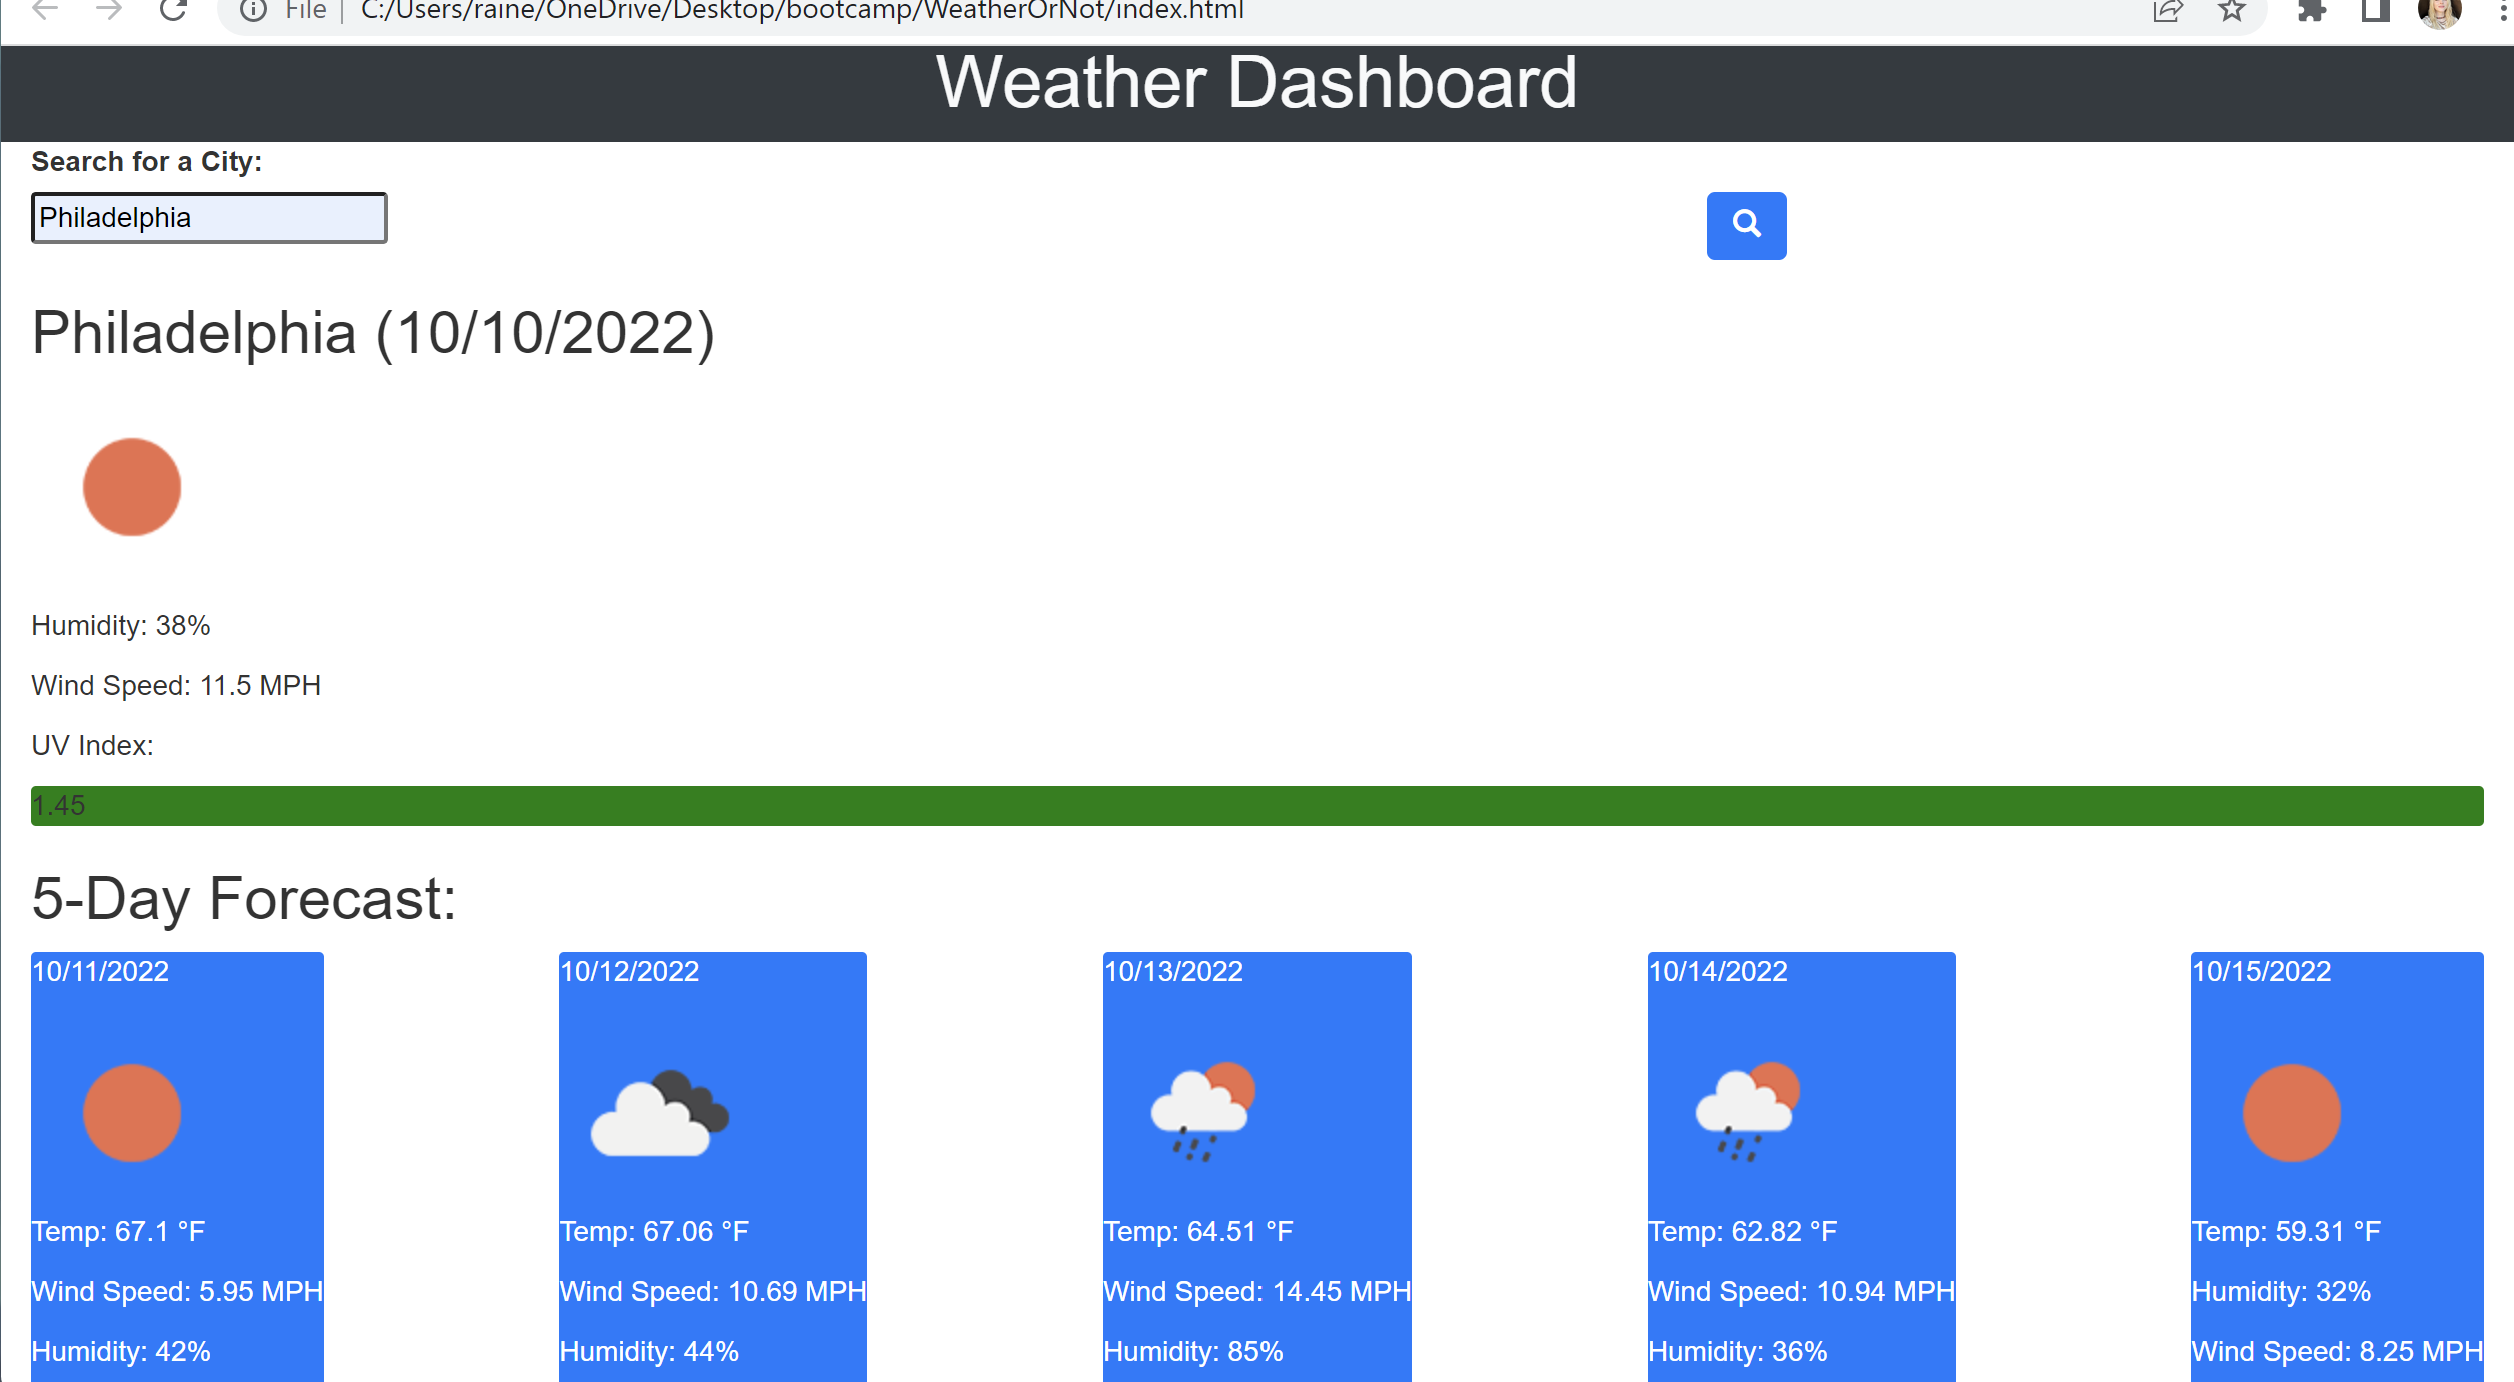 File | C:/Users/raine/OneDrive/Desktop/bootcamp/WeatherOrNot/index.html
Weather Dashboard
Search for a City:
Philadelphia
Philadelphia (10/10/2022)
Humidity: 38%
Wind Speed: 11.5 MPH
UV Index:
1.45
5-Day Forecast:
10/11/2022
Temp: 67.1 °F
Wind Speed: 5.95 MPH
Humidity: 42%
10/12/2022
Temp: 67.06 °F
Wind Speed: 10.69 MPH
Humidity: 44%
10/13/2022
Temp: 64.51 °F
Wind Speed: 14.45 MPH
Humidity: 85%
10/14/2022
Temp: 62.82 °F
Wind Speed: 10.94 MPH
Humidity: 36%
10/15/2022
Temp: 59.31 °F
Humidity: 32%
Wind Speed: 8.25 MPH